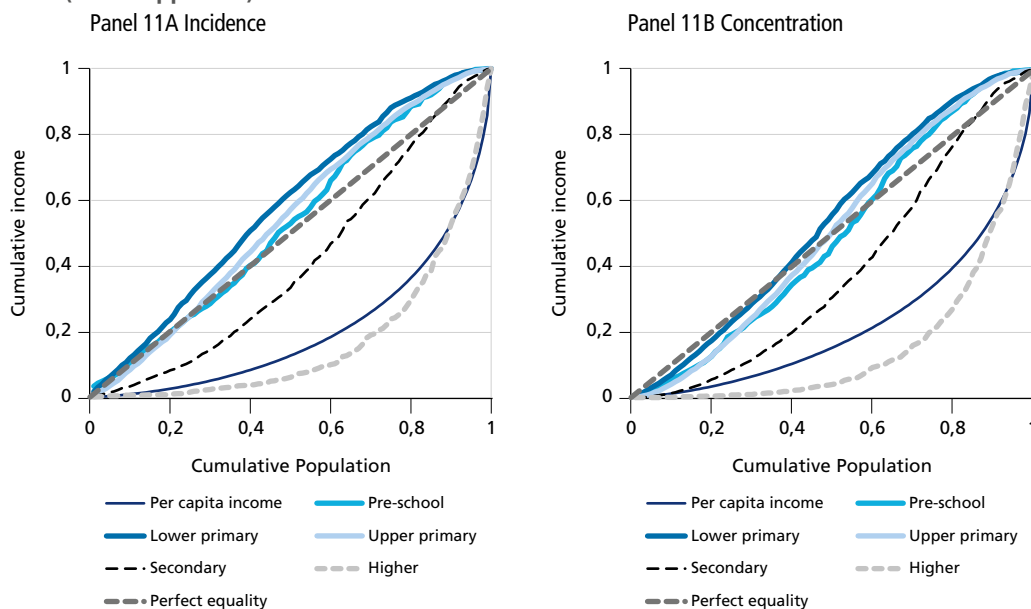 Panel 11A Incidence
Panel 11B Concentration
Cumulative income
1
0,8
0,6
0,4
0,2
0
0
0,2
0,4
0,6
0,8
1
Cumulative Population
Per capita income
Pre-school
Lower primary
Upper primary
Secondary
Higher
Perfect equality
Cumulative income
1
0,8
0,6
0,4
0,2
0
0
0,2
0,4
0,6
0,8
1
Cumulative Population
Per capita income
Pre-school
Lower primary
Upper primary
Secondary
Higher
Perfect equality